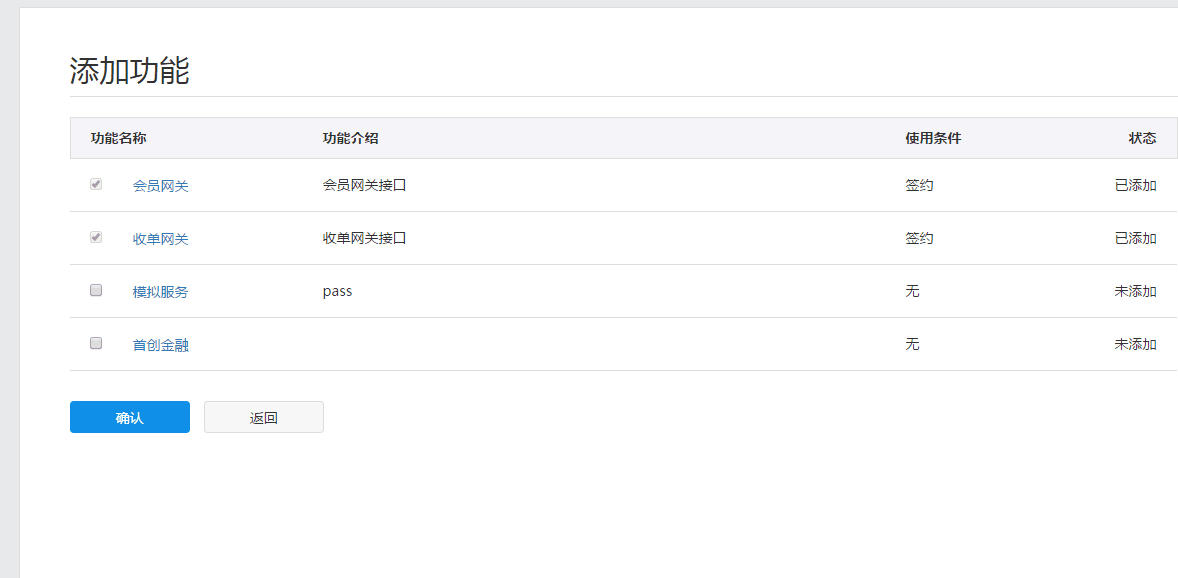 添加功能
功能名称 功能介绍 使用条件 状态
会员网关 会员网关接口 签约 已添加
收单网关 收单网关接口 签约 已添加
模拟服务 pass 无 未添加
首创金融 无 未添加
确认 返回